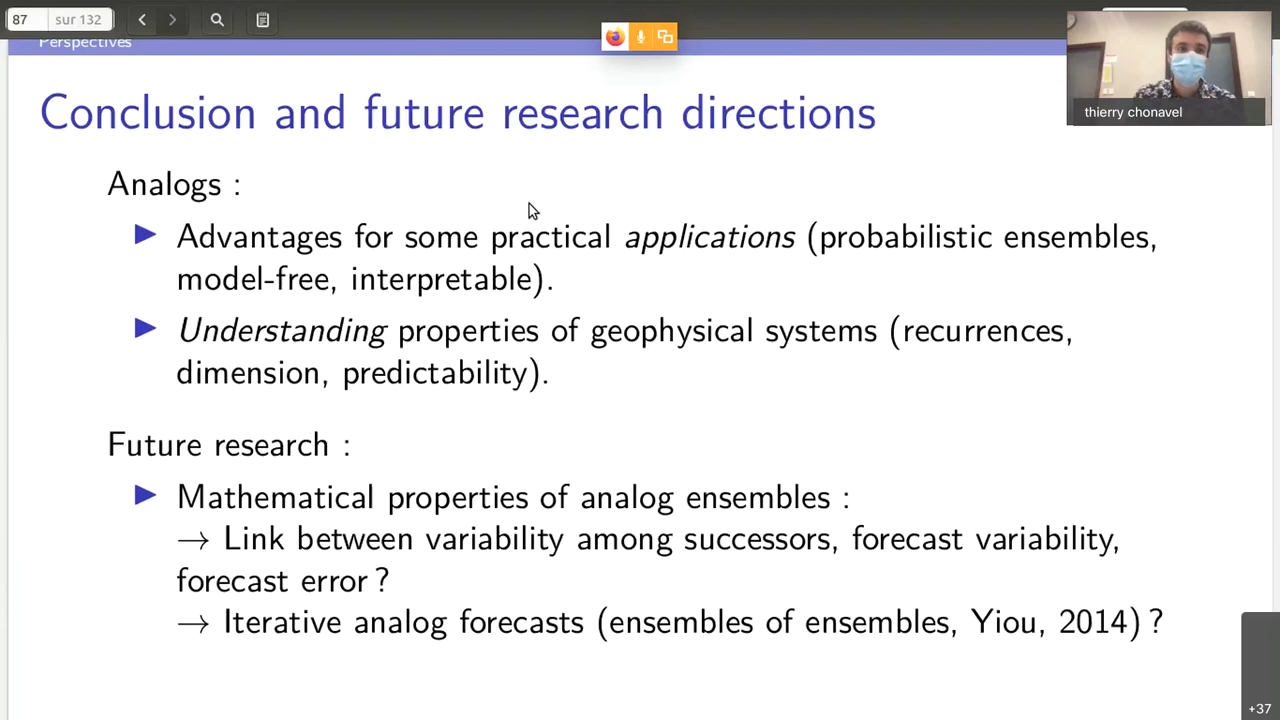 87 sur 132
Perspectives
thierry chonavel
Conclusion and future research directions
Analogs :
Advantages for some practical applications (probabilistic ensembles,
model-free, interpretable).
Understanding properties of geophysical systems (recurrences,
dimension, predictability).
Future research :
Mathematical properties of analog ensembles :
→ Link between variability among successors, forecast variability,
forecast error ?
→ Iterative analog forecasts (ensembles of ensembles, Yiou, 2014) ?
+37